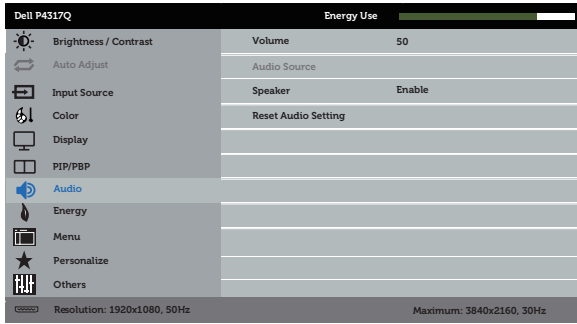 Dell P4317Q Energy Use
Brightness / Contrast Volume 50
Auto Adjust Audio Source
Input Source Speaker Enable
Color Reset Audio Setting
Display
PIP/PBP
Audio
Energy
Menu
Personalize
Others
Resolution: 1920x1080, 50Hz Maximum: 3840x2160, 30Hz